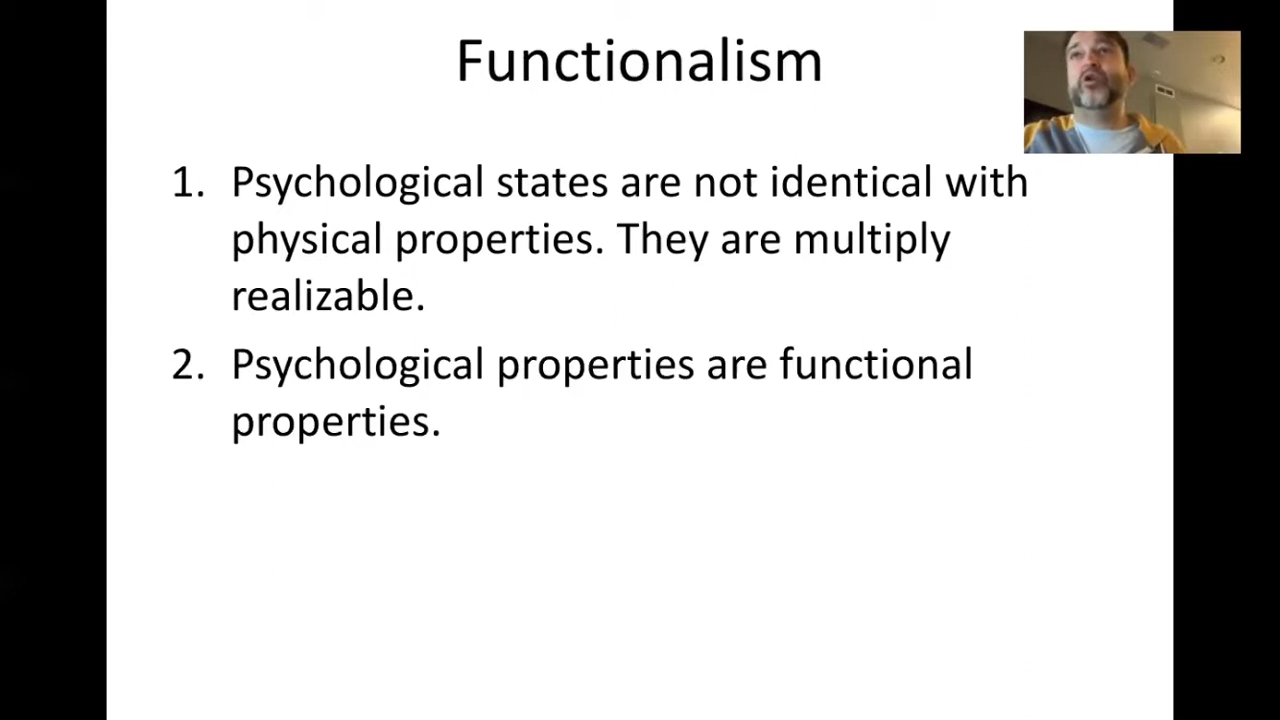 Functionalism
1. Psychological states are not identical with
physical properties. They are multiply
realizable.
2. Psychological properties are functional
properties.